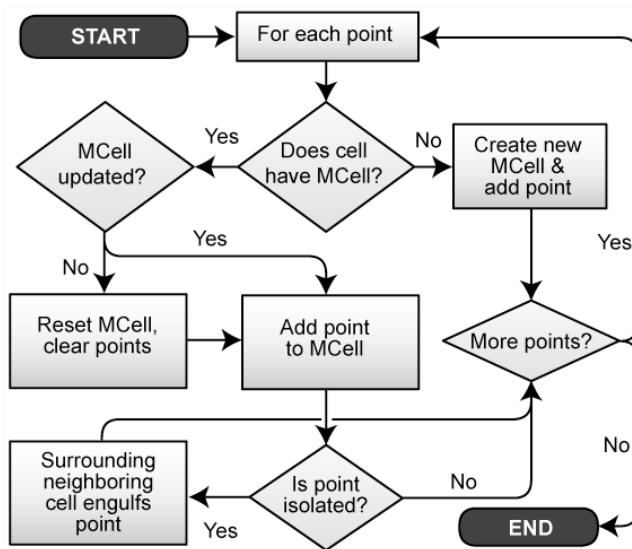 START
For each point
MCell
updated?
Yes
Does cell
have MCell?
No
Create new
MCell &
add point
Yes
Yes
No
Reset MCell,
clear points
Add point
to MCell
More points?
Surrounding
neighboring
cell engulfs
point
Yes
Is point
isolated?
No
No
END